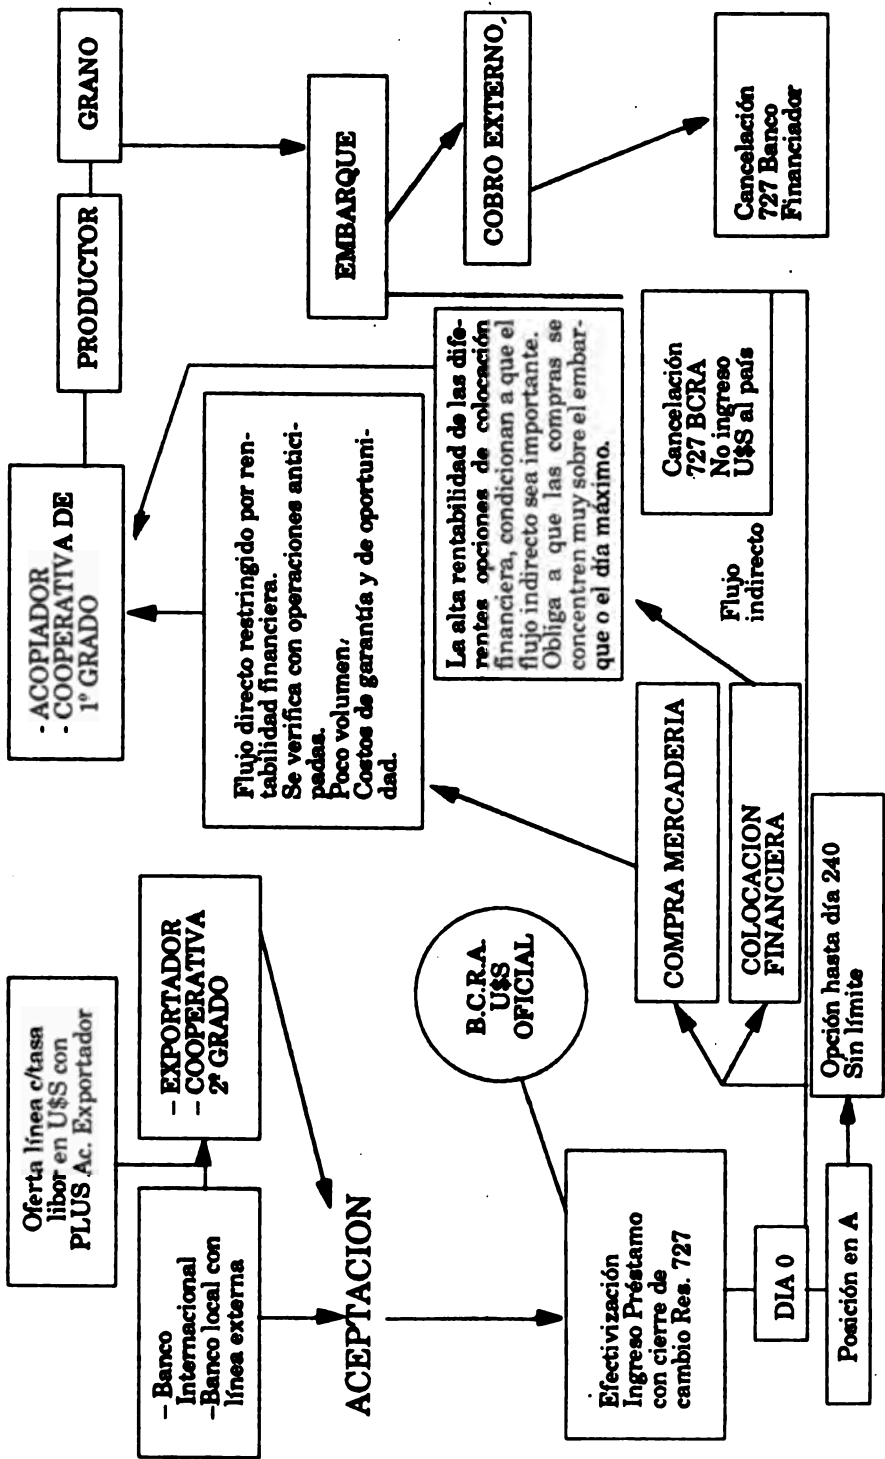 Oferta línea c/tasa
libor en U$S con
PLUS Ac. Exportador
– Banco
Internacional
–Banco local con
línea externa
– EXPORTADOR
– COOPERATIVA
2º GRADO
ACEPTACION
Efectivización
Ingreso Préstamo
con cierre de
cambio Res. 727
B.C.R.A.
U$S
OFICIAL
DIA 0
Posición en A
Opción hasta día 240
Sin límite
COMPRA MERCADERIA
COLOCACION
FINANCIERA
Flujo directo restringido por ren-
tabilidad financiera.
Se verifica con operaciones antici-
padas.
Poco volumen.
Costos de garantía y de oportuni-
dad.
La alta rentabilidad de las dife-
rentes opciones de colocación
financiera, condicionan a que el
flujo indirecto sea importante.
Obliga a que las compras se
concentren muy sobre el embar-
que o el día máximo.
Flujo
indirecto
- ACOPIADOR
- COOPERATIVA DE
1º GRADO
PRODUCTOR
GRANO
EMBARQUE
COBRO EXTERNO
Cancelación
727 BCRA
No ingreso
U$S al país
Cancelación
727 Banco
Financiador